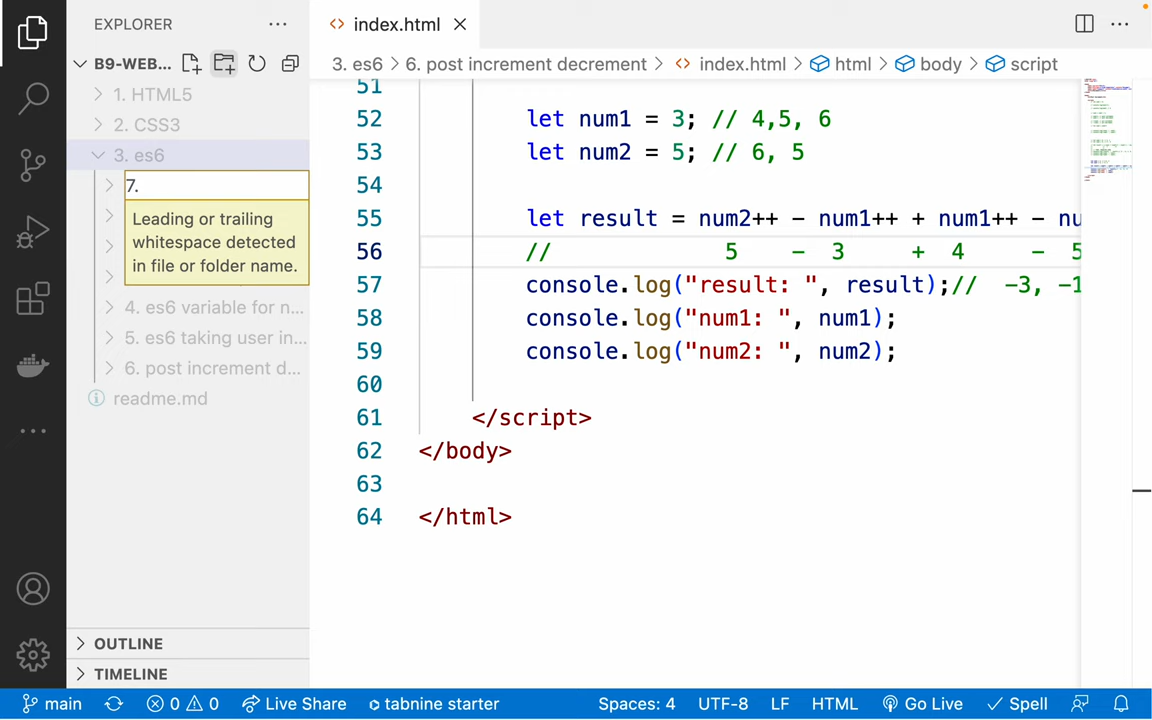 EXPLORER
index.html
B9-WEB...
3. es6 > 6. post increment decrement > index.html > html > body > script
1. HTML5
2. CSS3
3. es6
7.
Leading or trailing
whitespace detected
in file or folder name.
4. es6 variable for n...
5. es6 taking user in...
6. post increment d...
readme.md
51
52 let num1 = 3; // 4,5, 6
53 let num2 = 5; // 6, 5
54
55 let result = num2++ - num1++ + num1++ - nu
56 // 5 - 3 + 4 - 5
57 console.log("result: ", result);// -3, -1
58 console.log("num1: ", num1);
59 console.log("num2: ", num2);
60
61 </script>
62 </body>
63
64 </html>
OUTLINE
TIMELINE
main 0 0 Live Share tabnine starter Spaces: 4 UTF-8 LF HTML Go Live Spell